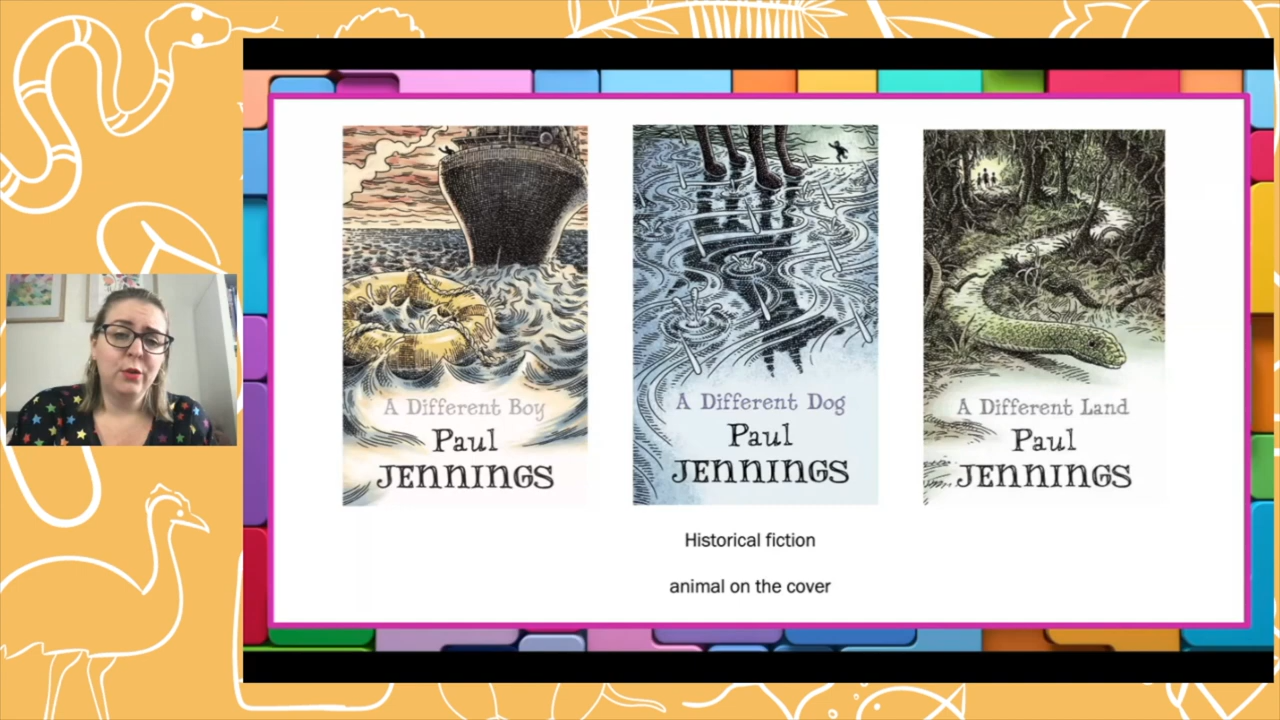 A Different Boy
Paul
JENNINGS
A Different Dog
Paul
JENNINGS
A Different Land
Paul
JENNINGS
Historical fiction
animal on the cover